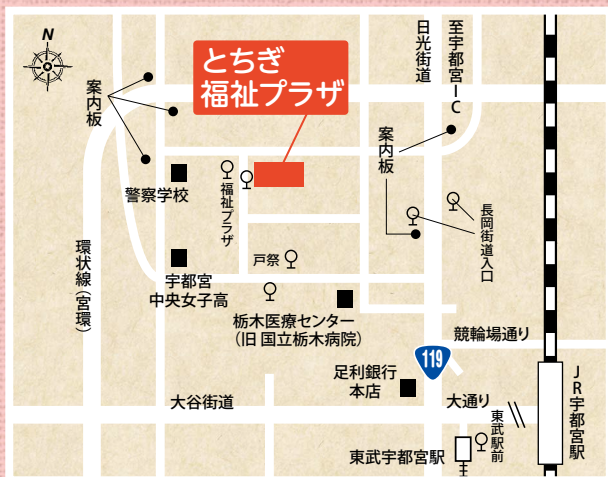 N
案内板
とちぎ
福祉プラザ
日光街道
至宇都宮IC
案内板
警察学校
福祉プラザ
長岡街道入口
環状線(宮環)
戸祭
宇都宮
中央女子高
栃木医療センター
(旧 国立栃木病院)
競輪場通り
119
足利銀行
本店
大谷街道
大通り
JR宇都宮駅
東武駅前
東武宇都宮駅